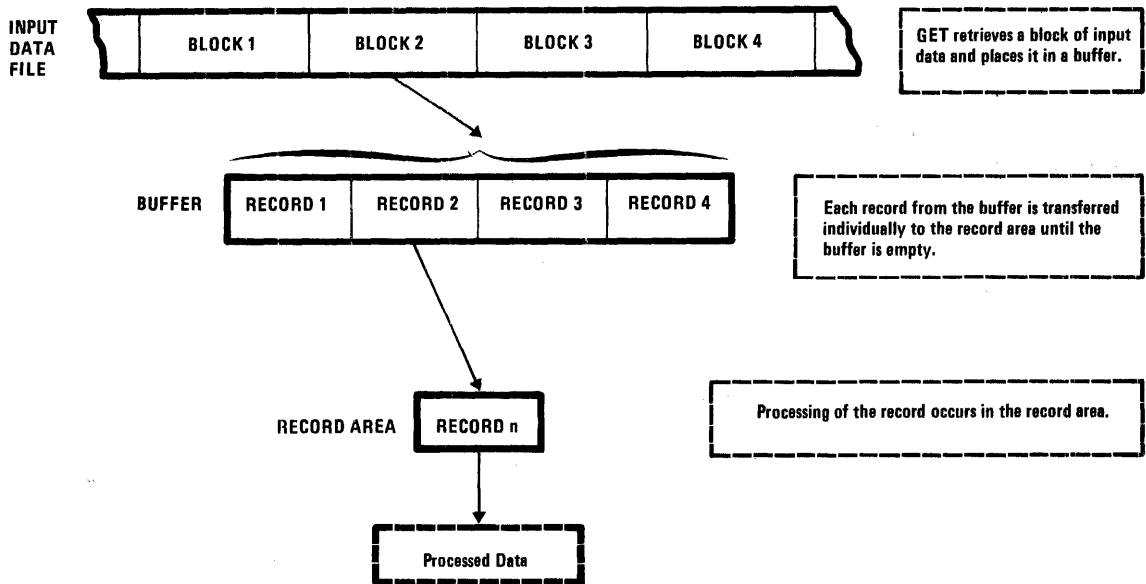 INPUT
DATA
FILE
BLOCK 1
BLOCK 2
BLOCK 3
BLOCK 4
GET retrieves a block of input
data and places it in a buffer.
BUFFER
RECORD 1
RECORD 2
RECORD 3
RECORD 4
Each record from the buffer is transferred
individually to the record area until the
buffer is empty.
RECORD AREA
RECORD n
Processing of the record occurs in the record area.
Processed Data